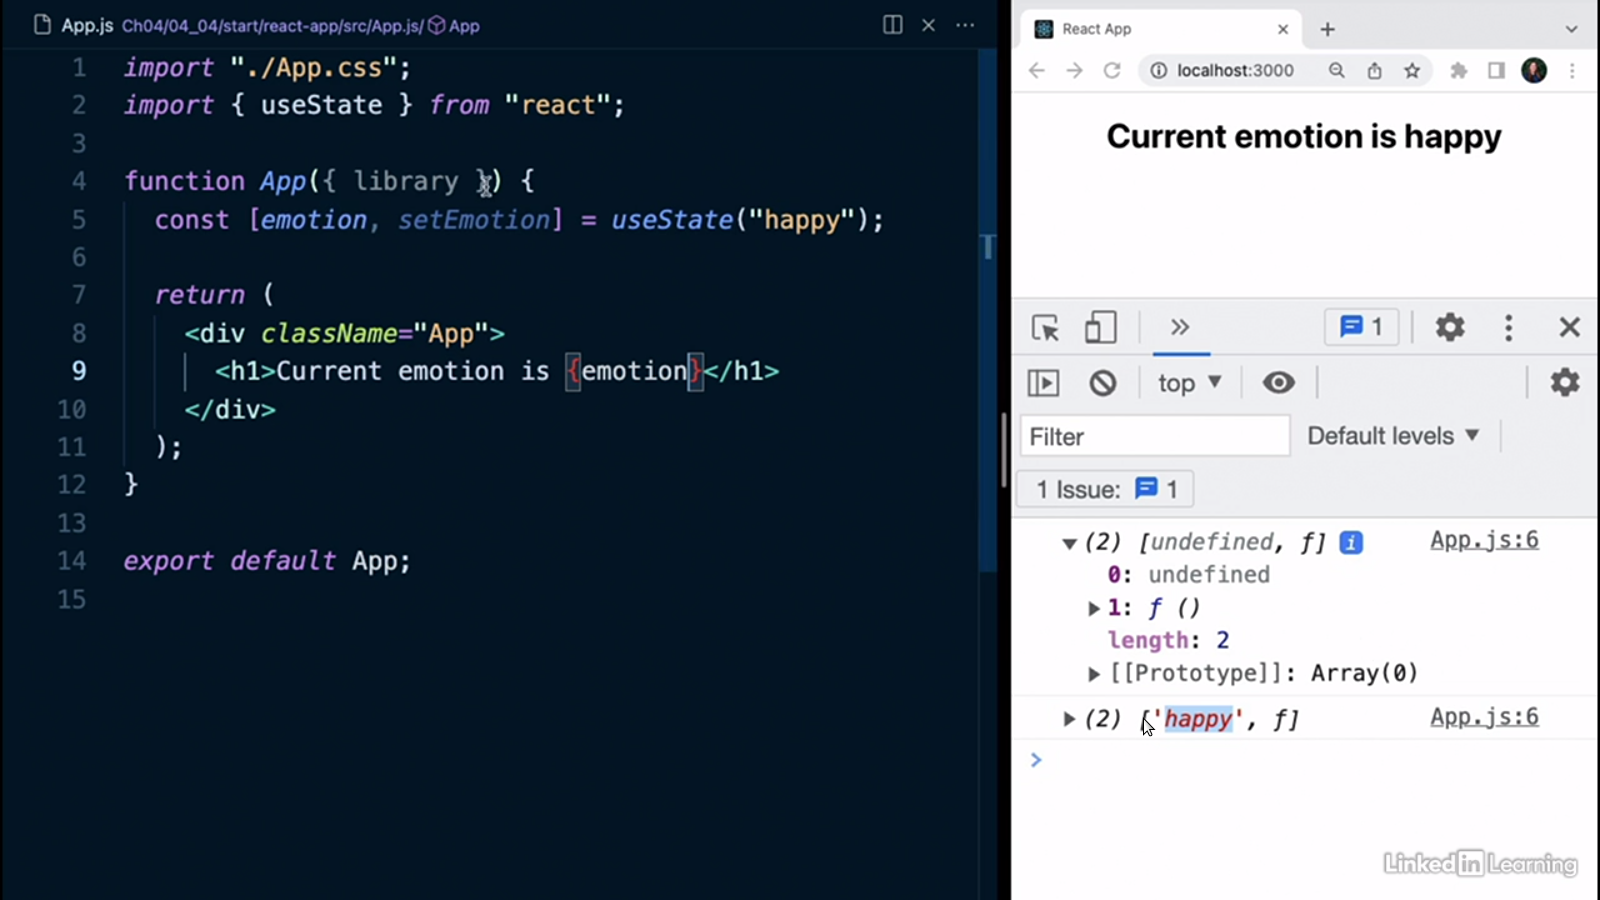 App.js Ch04/04_04/start/react-app/src/App.js/ App
1 import "./App.css";
2 import { useState } from "react";
3
4 function App({ library }) {
5 const [emotion, setEmotion] = useState("happy");
6
7 return (
8 <div className="App">
9 <h1>Current emotion is {emotion}</h1>
10 </div>
11 );
12 }
13
14 export default App;
15
React App
localhost:3000
Current emotion is happy
1
top
Filter
Default levels
1 Issue: 1
(2) [undefined, f] i App.js:6
0: undefined
1: f ()
length: 2
[[Prototype]]: Array(0)
(2) ['happy', f] App.js:6
LinkedIn Learning